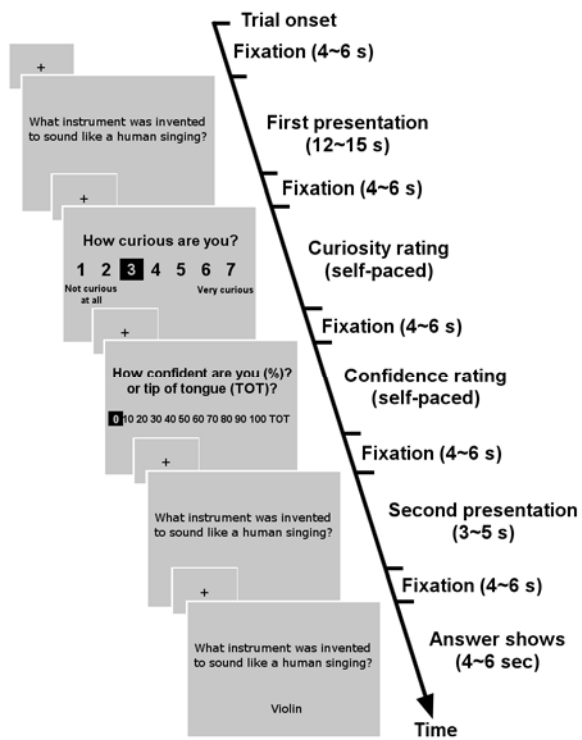 Trial onset
Fixation (4~6 s)
+
What instrument was invented
to sound like a human singing?
First presentation
(12~15 s)
Fixation (4~6 s)
+
How curious are you?
1 2 3 4 5 6 7
Not curious
at all
Very curious
Curiosity rating
(self-paced)
Fixation (4~6 s)
+
How confident are you (%)?
or tip of tongue (TOT)?
0 10 20 30 40 50 60 70 80 90 100 TOT
Confidence rating
(self-paced)
Fixation (4~6 s)
+
What instrument was invented
to sound like a human singing?
Second presentation
(3~5 s)
Fixation (4~6 s)
+
What instrument was invented
to sound like a human singing?
Violin
Answer shows
(4~6 sec)
Time